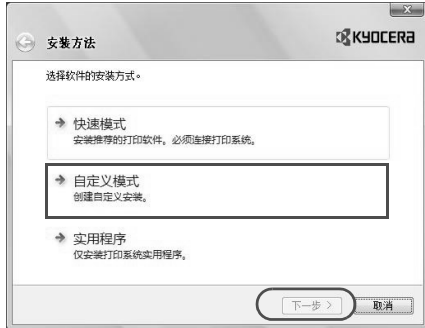 安装方法
KYOCERA
选择软件的安装方式。
快速模式
安装推荐的打印软件。必须连接打印系统。
自定义模式
创建自定义安装。
实用程序
仅安装打印系统实用程序。
下一步 > 取消